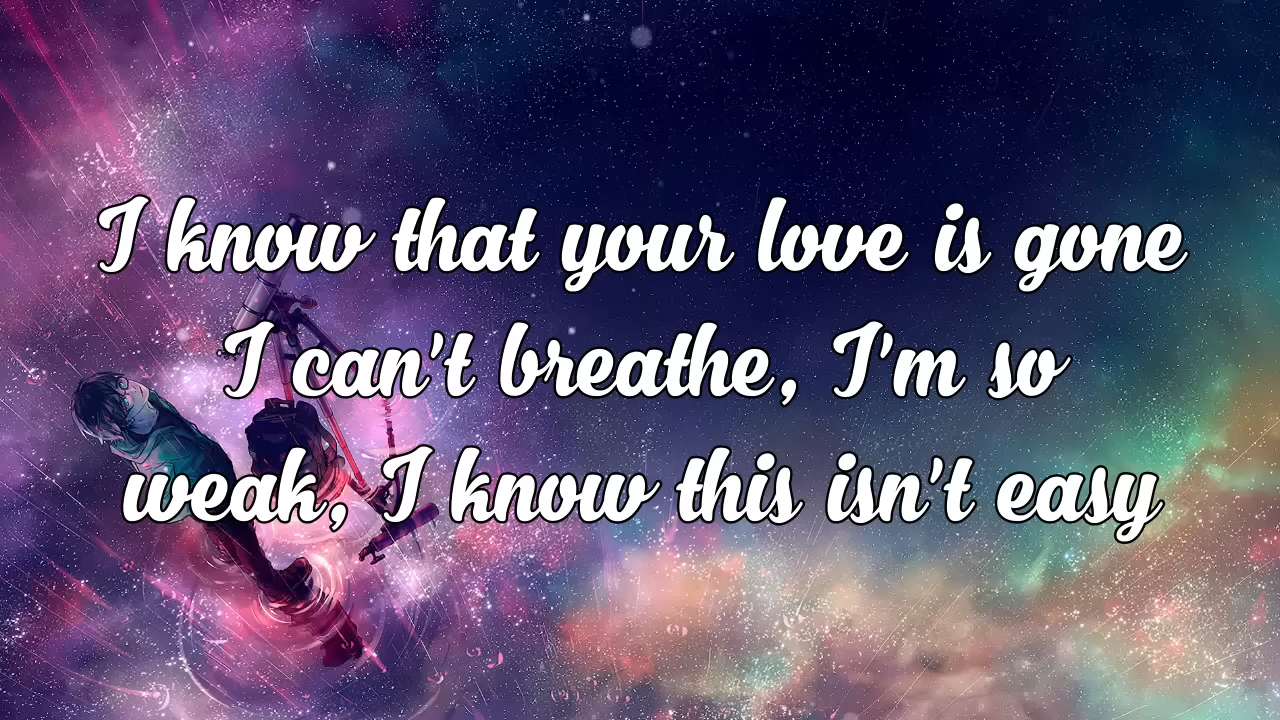 I know that your love is gone
I can't breathe, I'm so
weak, I know this isn't easy